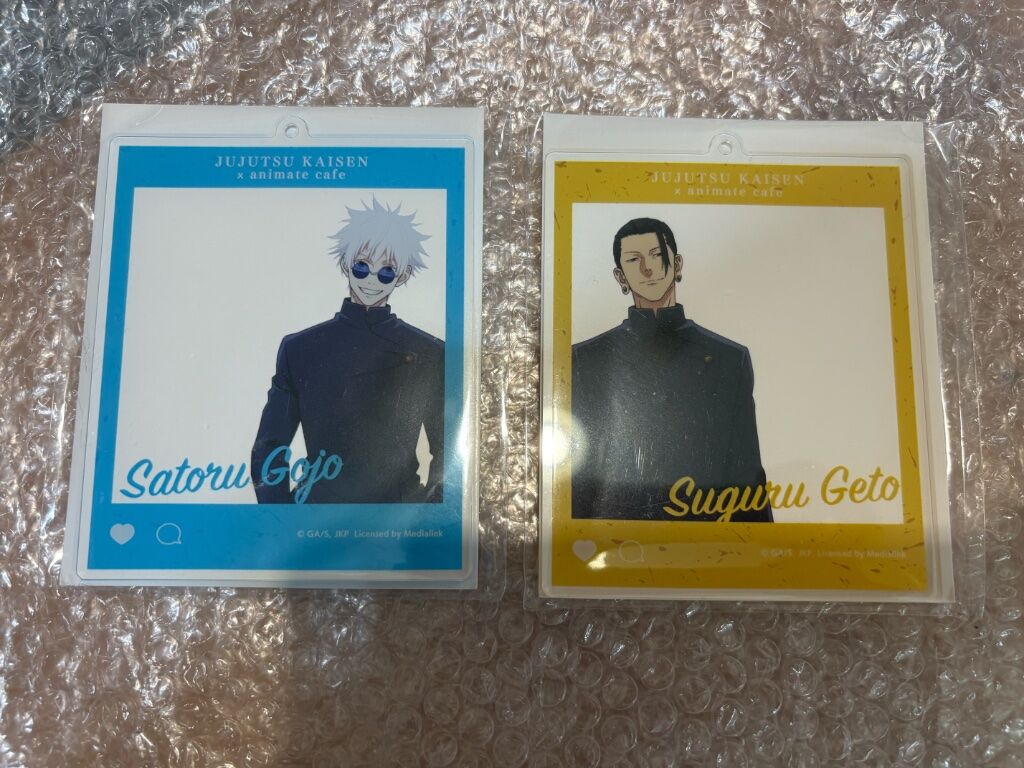 JUJUTSU KAISEN
× animate cafe
Satoru Gojo
© GA/S, JKP Licensed by Medialink
JUJUTSU KAISEN
× animate cafe
Suguru Geto
© GA/S, JKP Licensed by Medialink